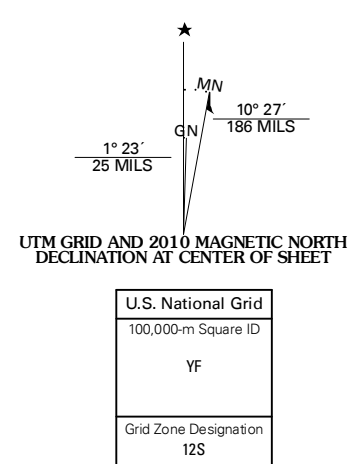 ★
MN
GN
10° 27´
186 MILS
1° 23´
25 MILS
UTM GRID AND 2010 MAGNETIC NORTH
DECLINATION AT CENTER OF SHEET
U.S. National Grid
100,000-m Square ID
YF
Grid Zone Designation
12S